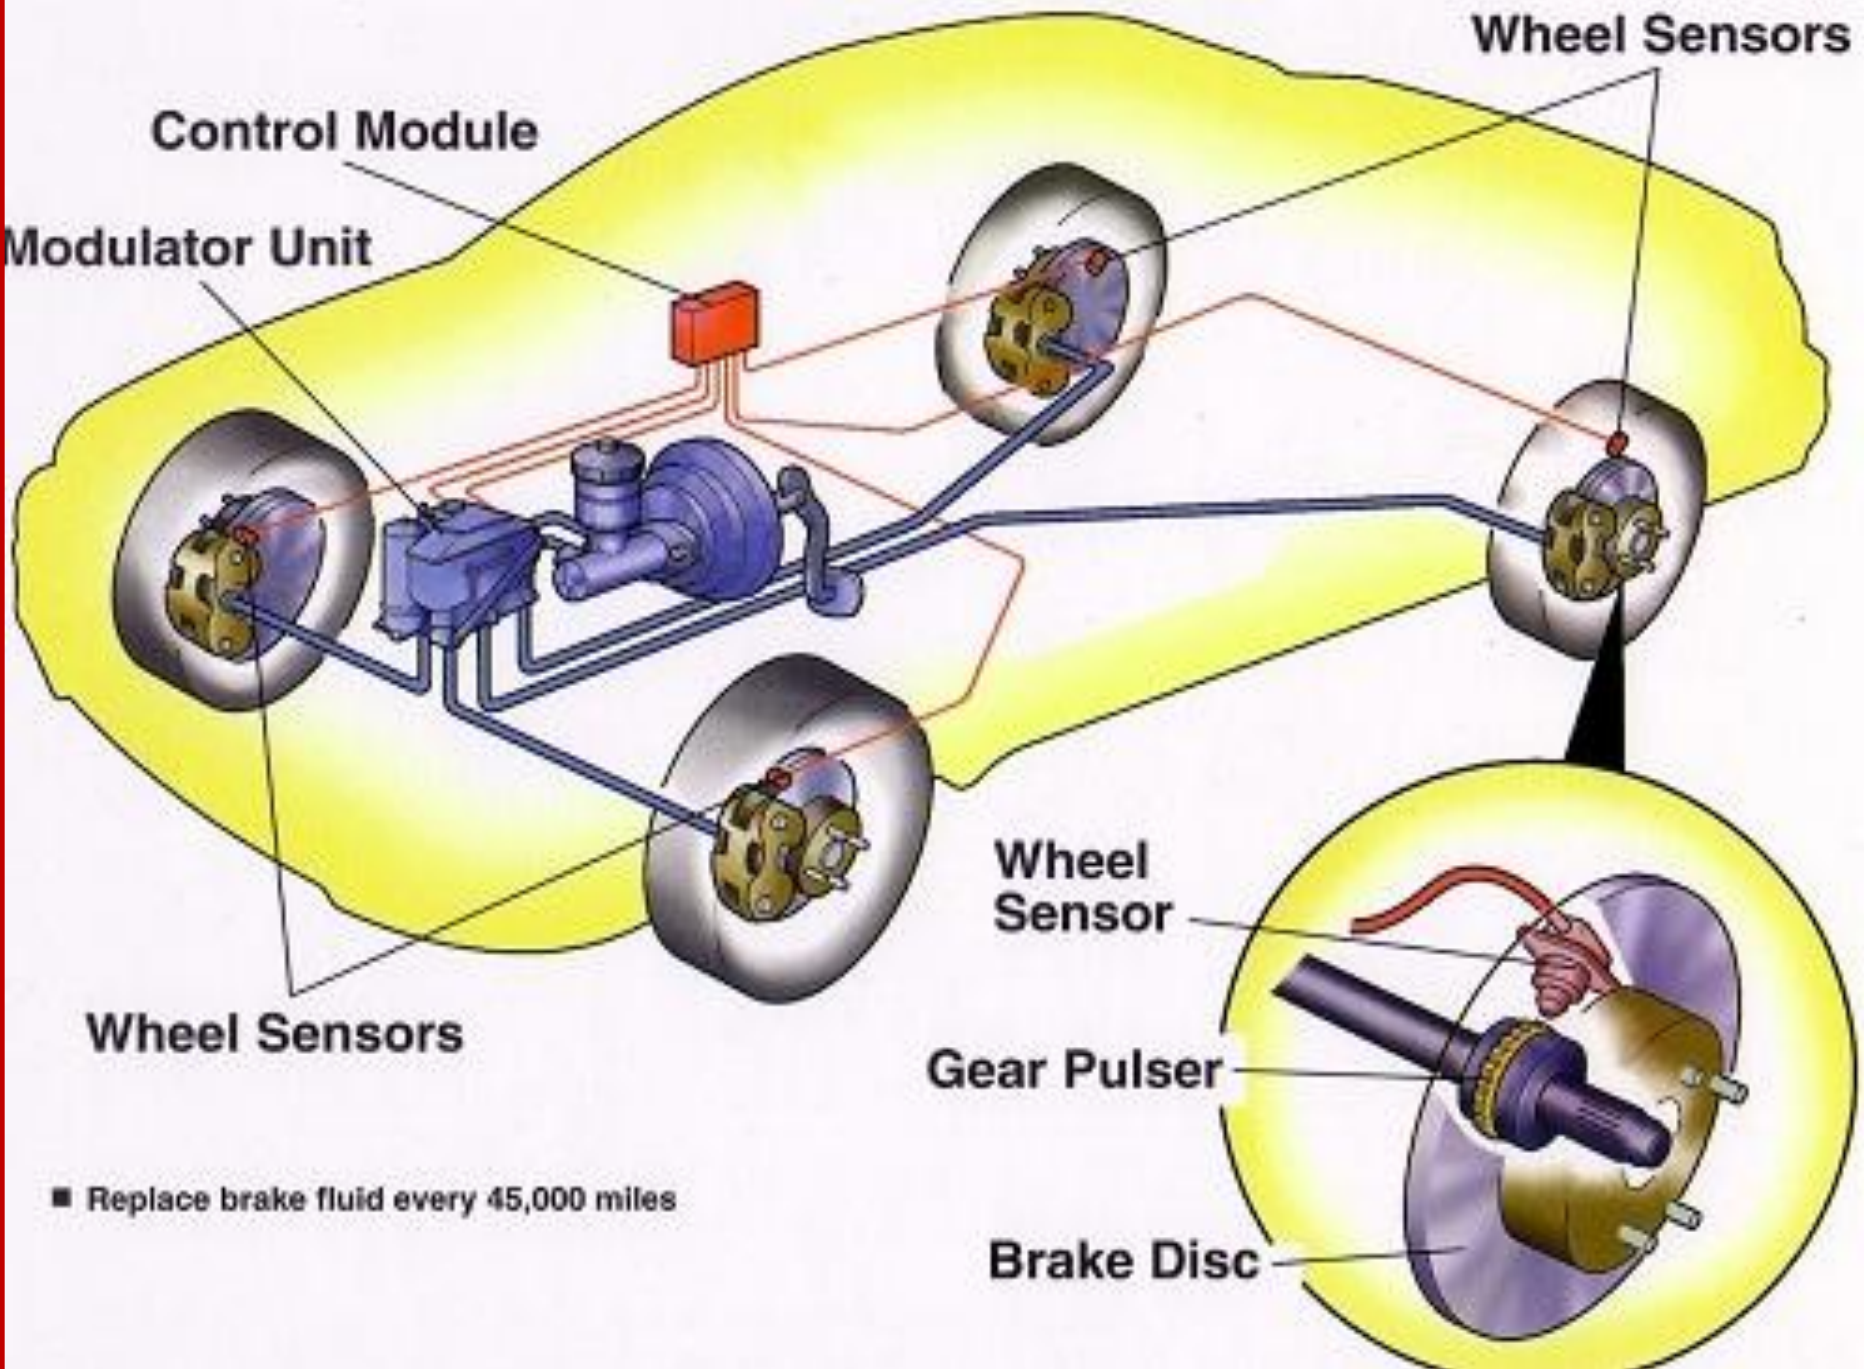 Wheel Sensors
Control Module
Modulator Unit
Wheel
Sensor
Wheel Sensors
Gear Pulser
■ Replace brake fluid every 45,000 miles
Brake Disc